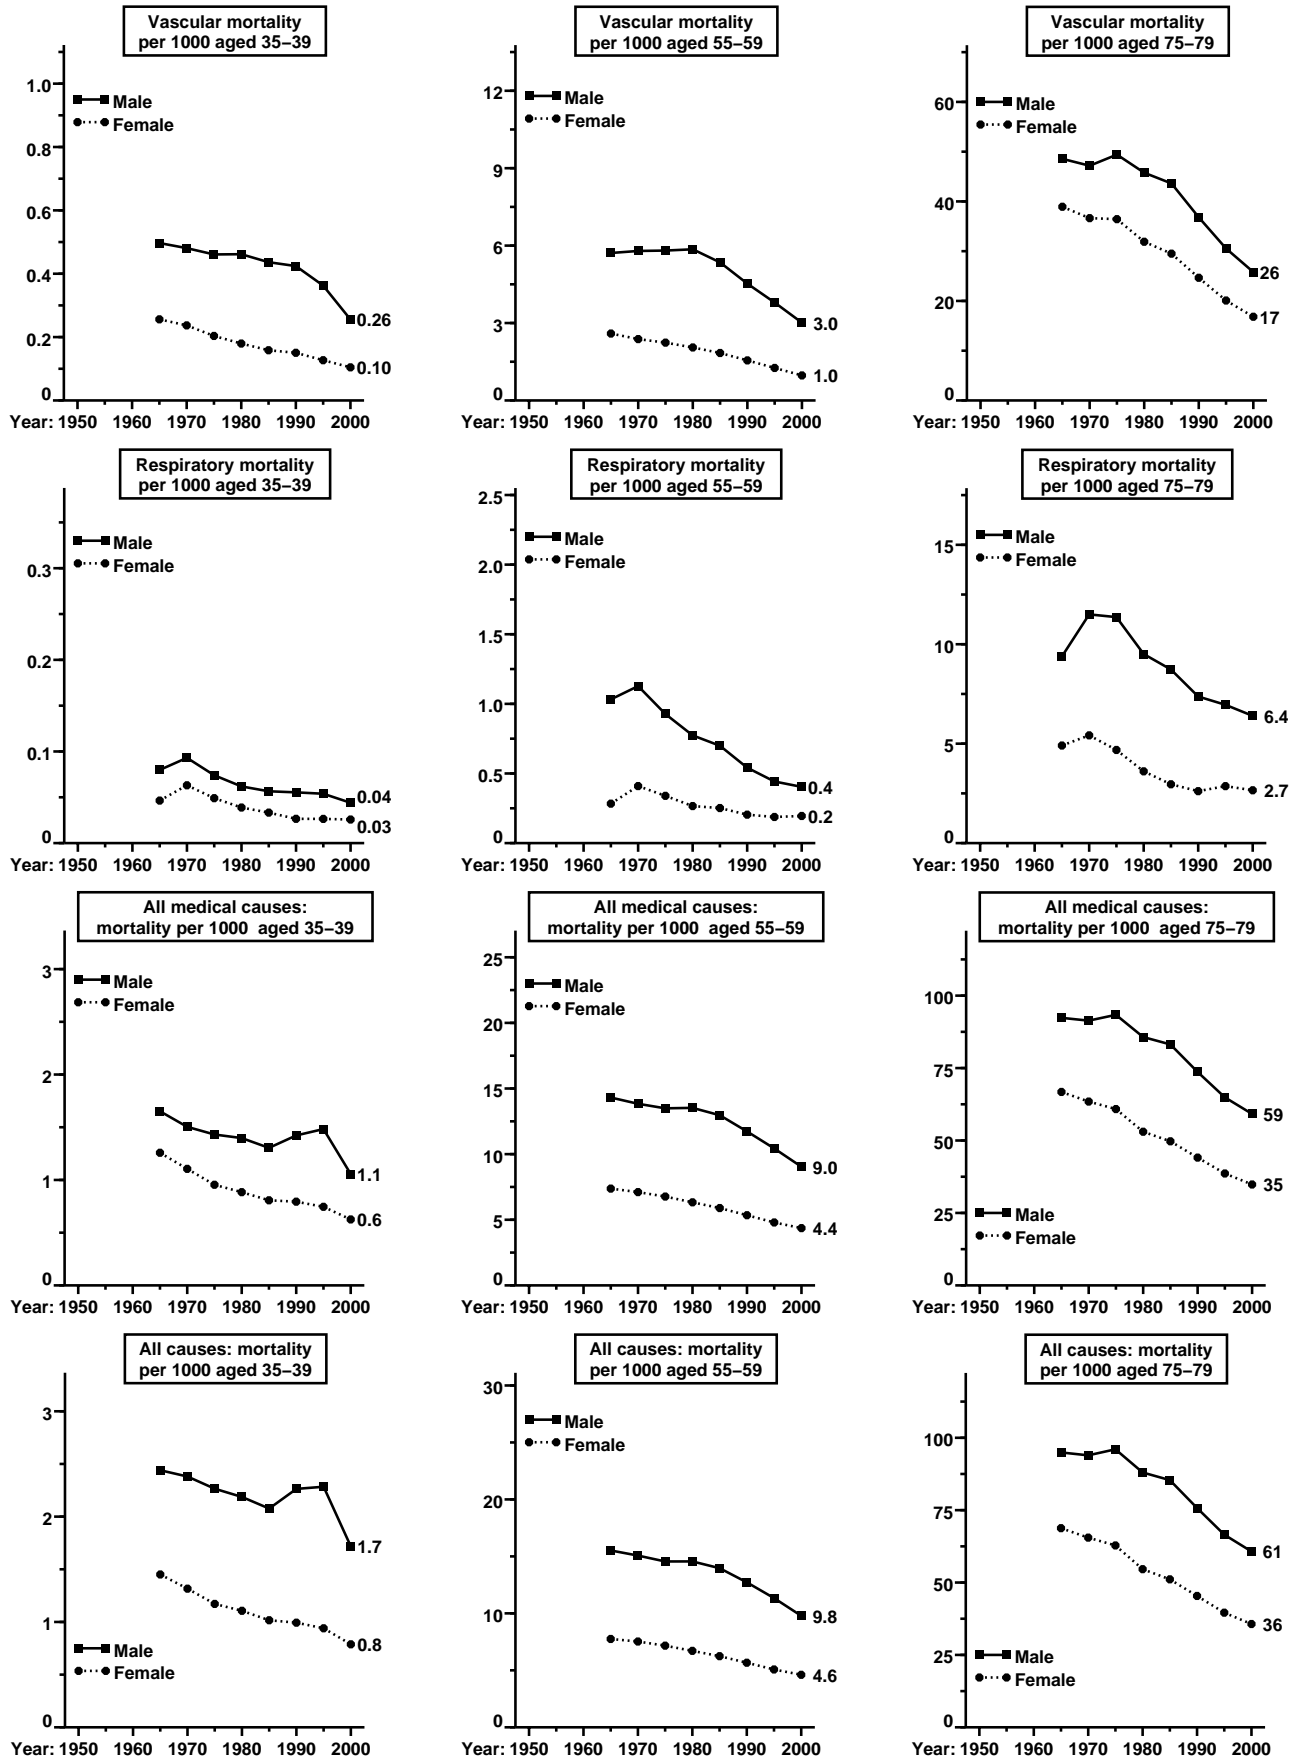 Vascular mortality
per 1000 aged 35–39
1.0
0.8
0.6
0.4
0.2
0
Male
Female
0.26
0.10
Year: 1950 1960 1970 1980 1990 2000
Vascular mortality
per 1000 aged 55–59
12
9
6
3
0
Male
Female
3.0
1.0
Year: 1950 1960 1970 1980 1990 2000
Vascular mortality
per 1000 aged 75–79
60
40
20
0
Male
Female
26
17
Year: 1950 1960 1970 1980 1990 2000
Respiratory mortality
per 1000 aged 35–39
0.3
0.2
0.1
0
Male
Female
0.04
0.03
Year: 1950 1960 1970 1980 1990 2000
Respiratory mortality
per 1000 aged 55–59
2.5
2.0
1.5
1.0
0.5
0
Male
Female
0.4
0.2
Year: 1950 1960 1970 1980 1990 2000
Respiratory mortality
per 1000 aged 75–79
15
10
5
0
Male
Female
6.4
2.7
Year: 1950 1960 1970 1980 1990 2000
All medical causes:
mortality per 1000 aged 35–39
3
2
1
0
Male
Female
1.1
0.6
Year: 1950 1960 1970 1980 1990 2000
All medical causes:
mortality per 1000 aged 55–59
25
20
15
10
5
0
Male
Female
9.0
4.4
Year: 1950 1960 1970 1980 1990 2000
All medical causes:
mortality per 1000 aged 75–79
100
75
50
25
0
Male
Female
59
35
Year: 1950 1960 1970 1980 1990 2000
All causes: mortality
per 1000 aged 35–39
3
2
1
0
Male
Female
1.7
0.8
Year: 1950 1960 1970 1980 1990 2000
All causes: mortality
per 1000 aged 55–59
30
20
10
0
Male
Female
9.8
4.6
Year: 1950 1960 1970 1980 1990 2000
All causes: mortality
per 1000 aged 75–79
100
75
50
25
0
Male
Female
61
36
Year: 1950 1960 1970 1980 1990 2000